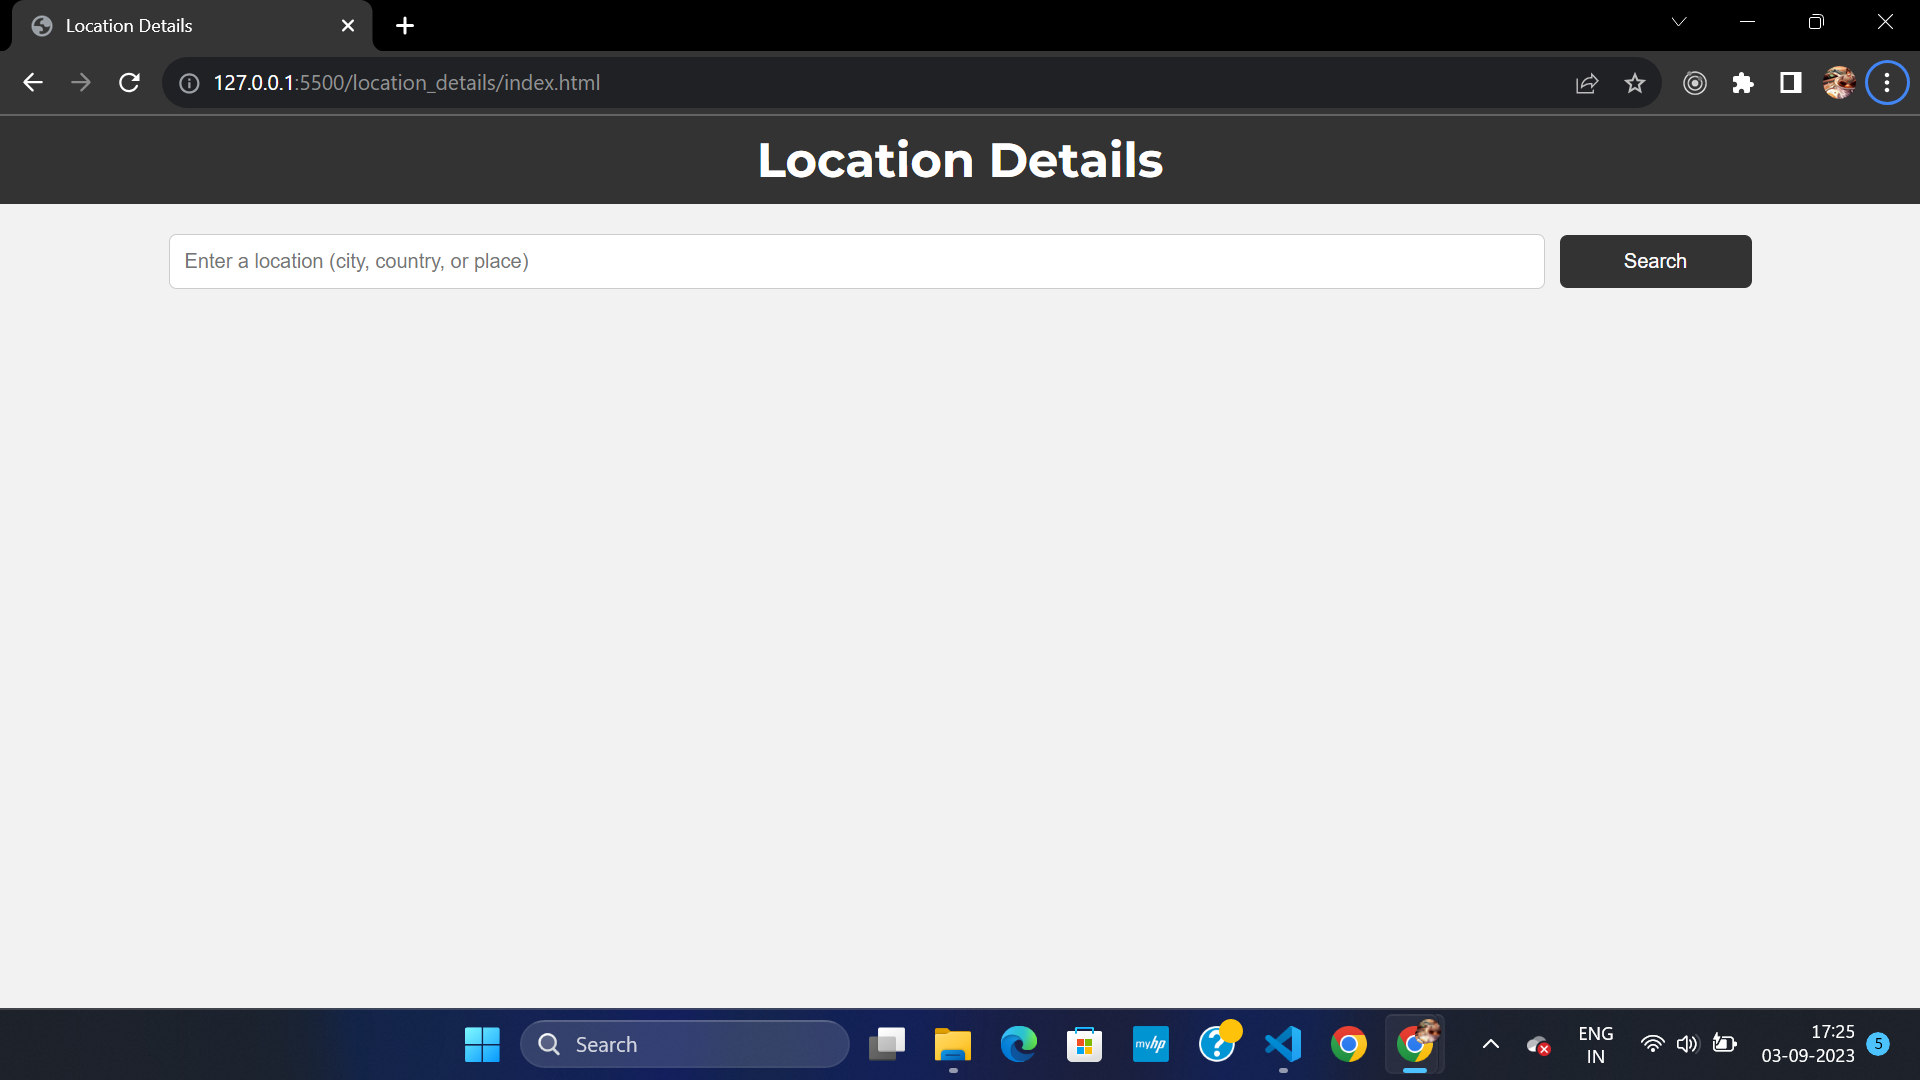 Location Details
127.0.0.1:5500/location_details/index.html
Location Details
Enter a location (city, country, or place)
Search
Search
myhp
ENG
IN
17:25
03-09-2023
5